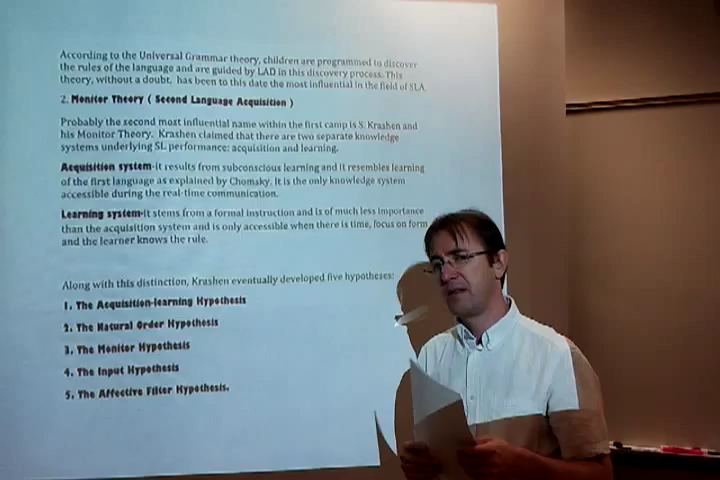 According to the Universal Grammar theory, children are programmed to discover
the rules of the language and are guided by LAD in this discovery process. This
theory, without a doubt, has been to this date the most influential in the field of SLA.
2. Monitor Theory ( Second Language Acquisition )
Probably the second most influential name within the first camp is S. Krashen and
his Monitor Theory. Krashen claimed that there are two separate knowledge
systems underlying SL performance: acquisition and learning.
Acquisition system-it results from subconscious learning and it resembles learning
of the first language as explained by Chomsky. It is the only knowledge system
accessible during the real-time communication.
Learning system-it stems from a formal instruction and is of much less importance
than the acquisition system and is only accessible when there is time, focus on form
and the learner knows the rule.
Along with this distinction, Krashen eventually developed five hypotheses:
1. The Acquisition-learning Hypothesis
2. The Natural Order Hypothesis
3. The Monitor Hypothesis
4. The Input Hypothesis
5. The Affective Filter Hypothesis.